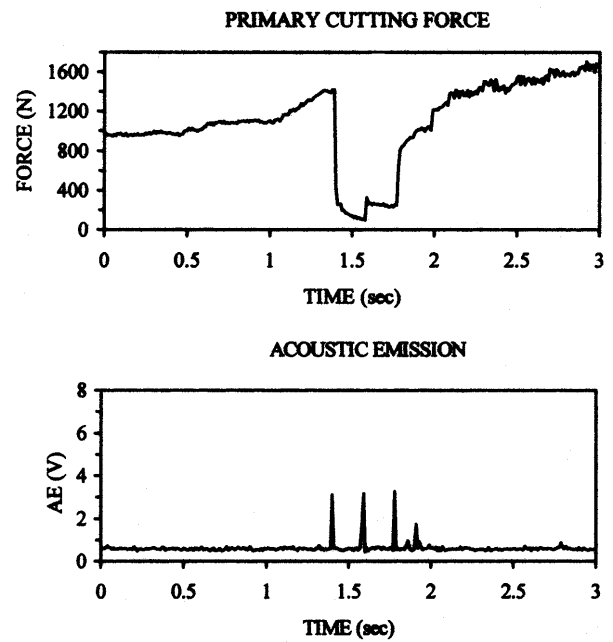 PRIMARY CUTTING FORCE
1600
1200
800
400
0
FORCE (N)
0 0.5 1 1.5 2 2.5 3
TIME (sec)
ACOUSTIC EMISSION
8
6
4
2
0
AE (V)
0 0.5 1 1.5 2 2.5 3
TIME (sec)